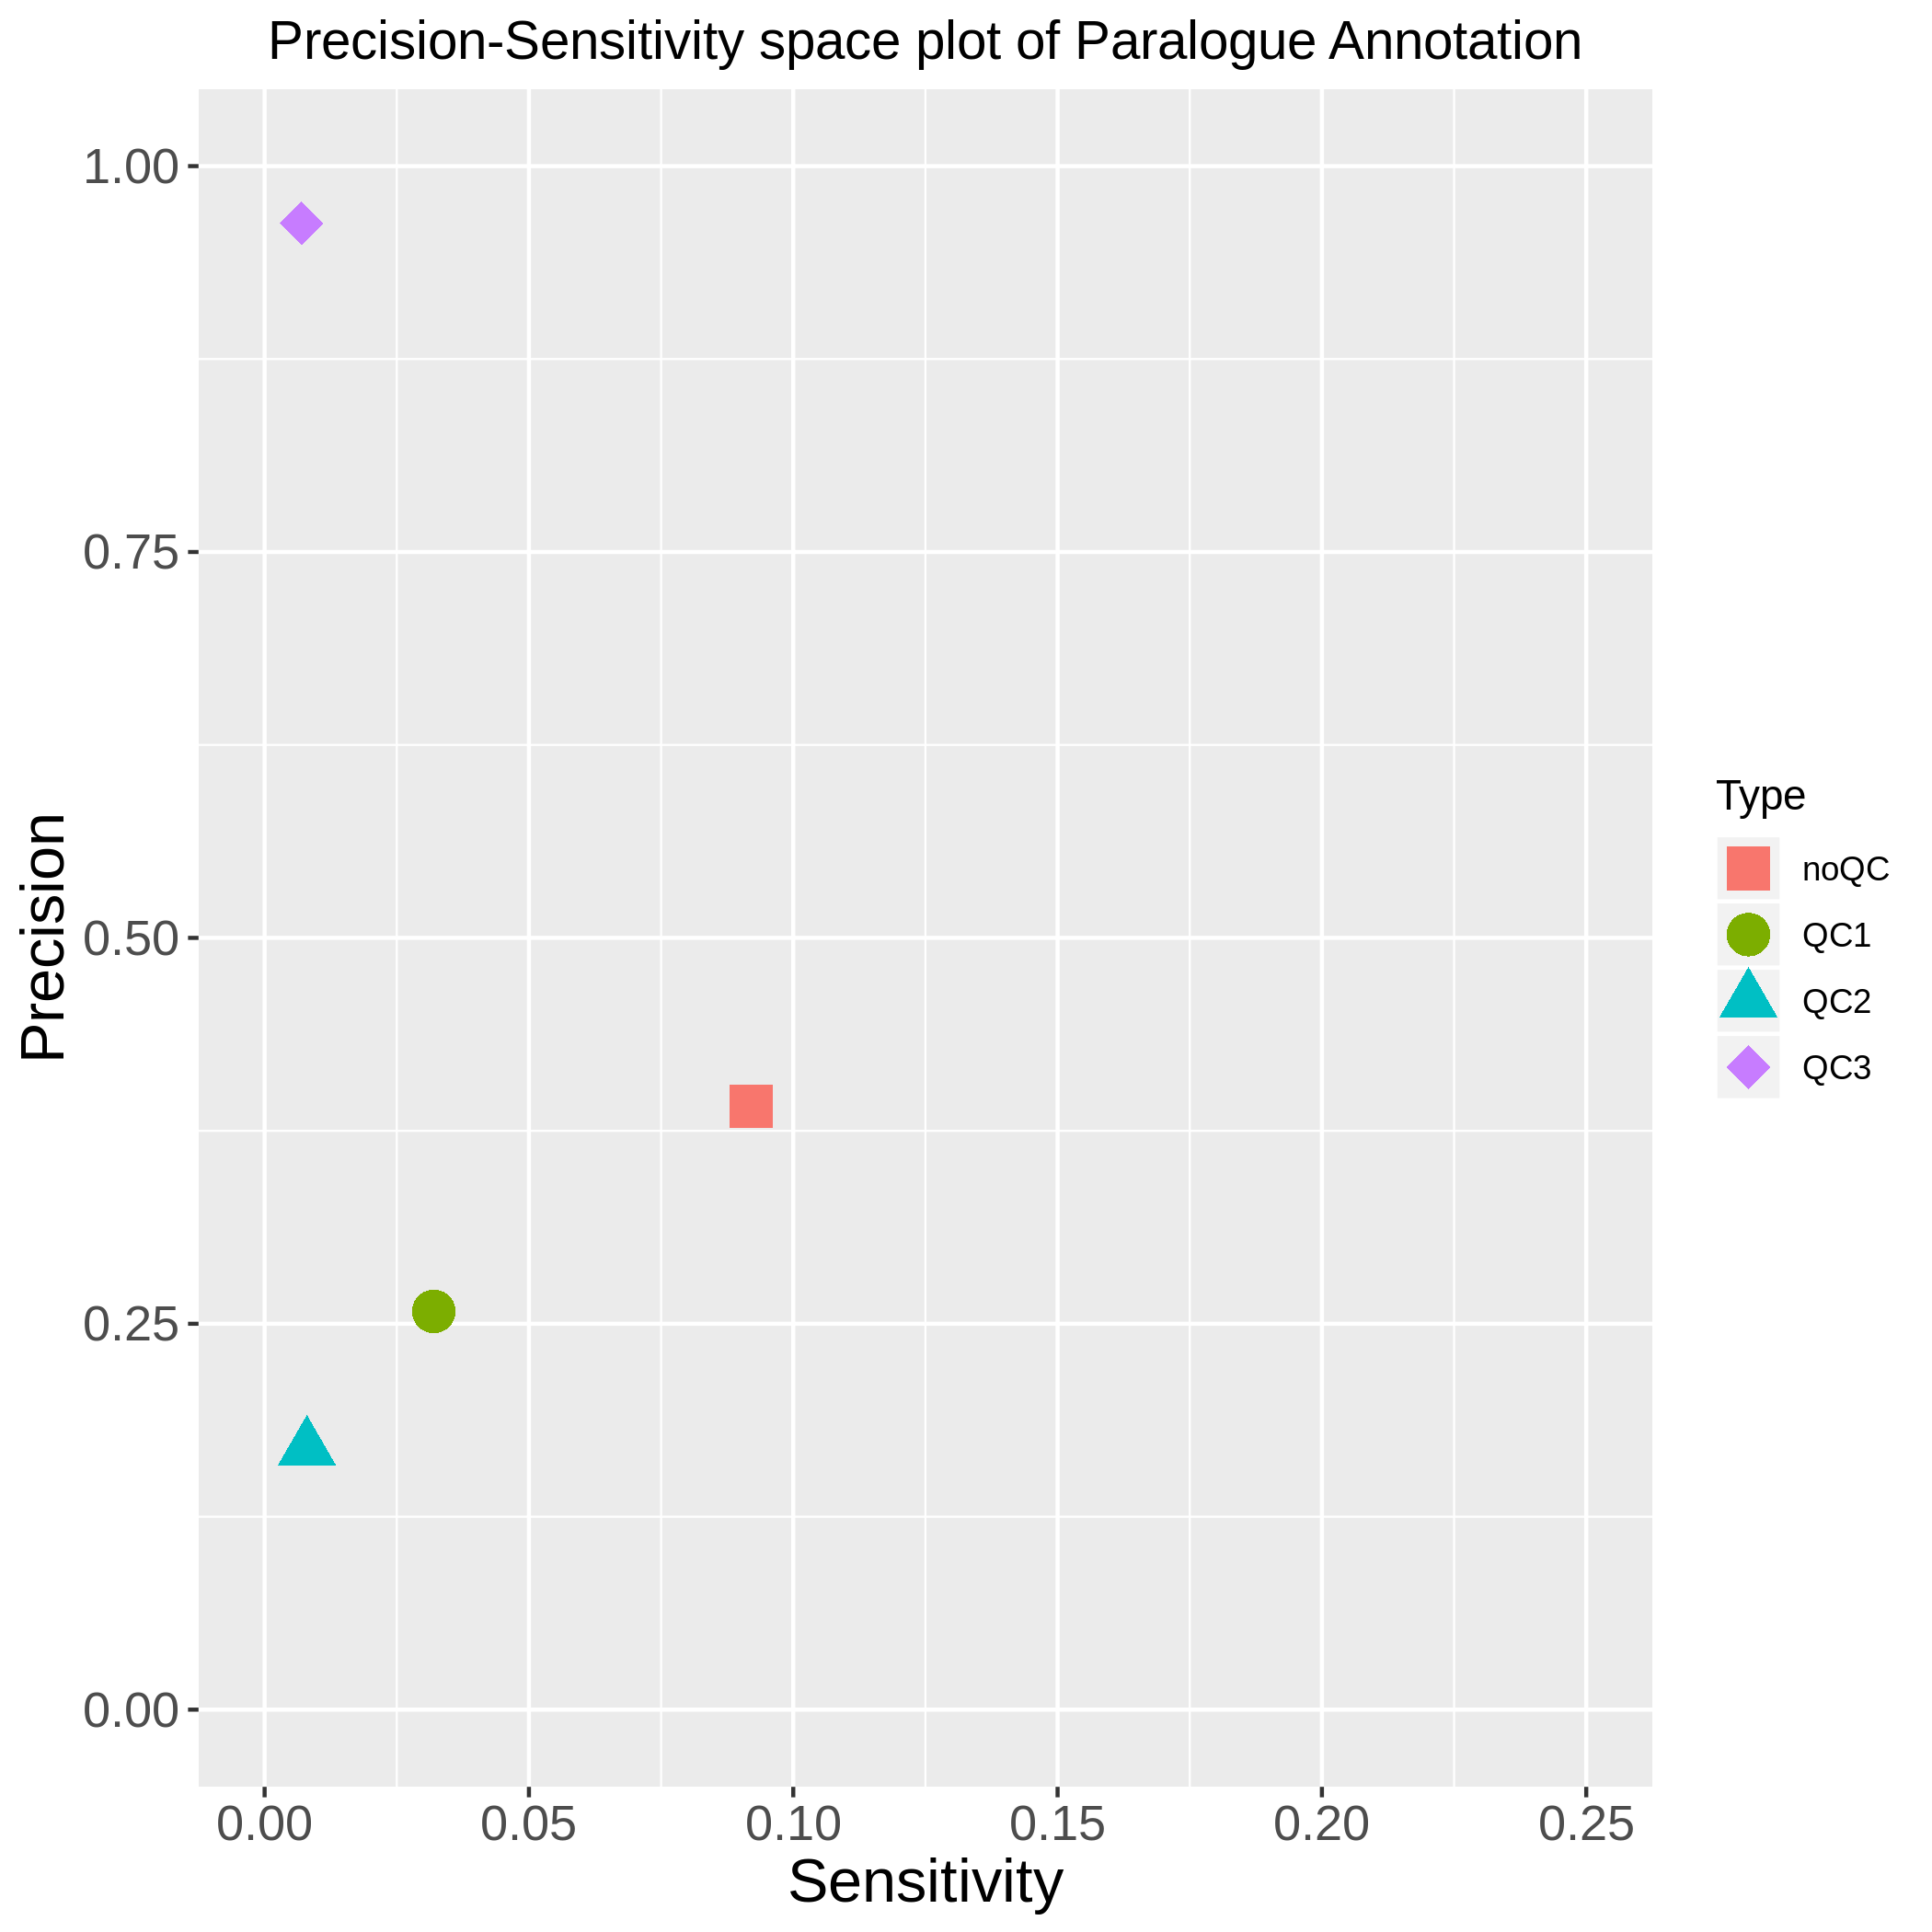 Precision-Sensitivity space plot of Paralogue Annotation
1.00
0.75
0.50
0.25
0.00
Precision
0.00 0.05 0.10 0.15 0.20 0.25
Sensitivity
Type
noQC
QC1
QC2
QC3